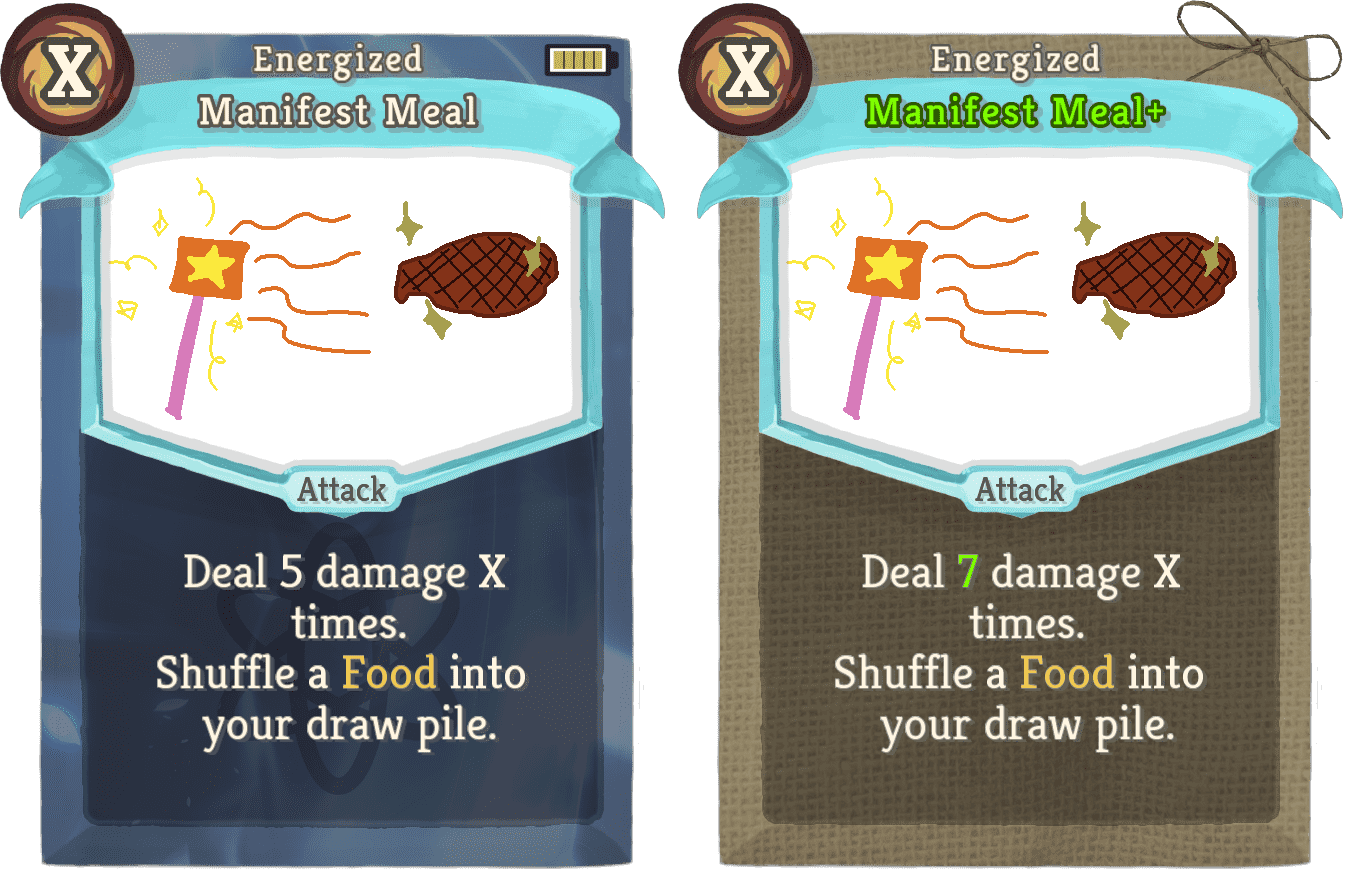 X
Energized
Manifest Meal
Attack
Deal 5 damage X
times.
Shuffle a Food into
your draw pile.
X
Energized
Manifest Meal+
Attack
Deal 7 damage X
times.
Shuffle a Food into
your draw pile.